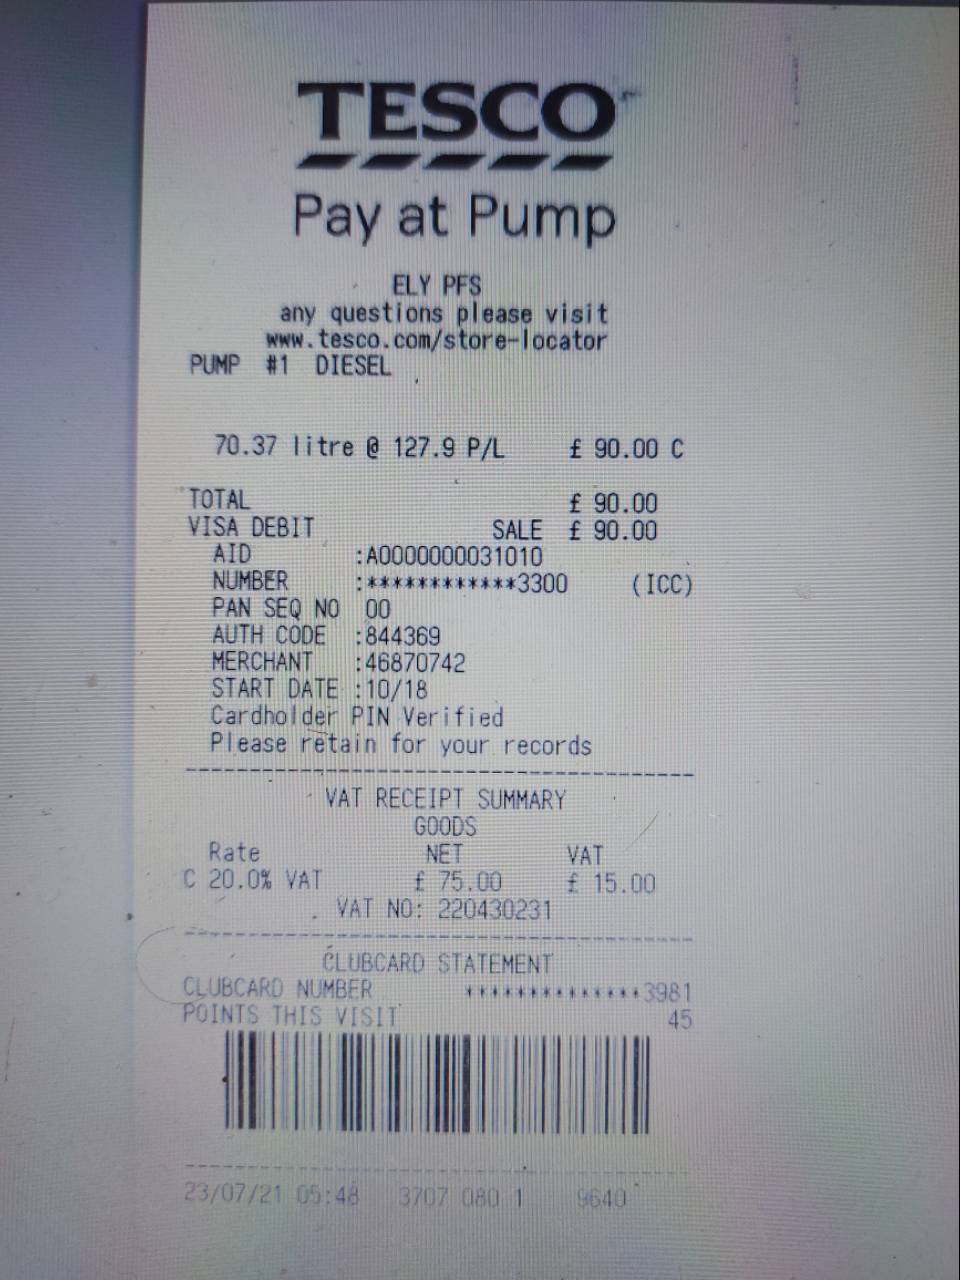 TESCO
Pay at Pump
ELY PFS
any questions please visit
www.tesco.com/store-locator
PUMP #1 DIESEL
70.37 litre @ 127.9 P/L £ 90.00 C
TOTAL £ 90.00
VISA DEBIT SALE £ 90.00
AID :A0000000031010
NUMBER :************3300 (ICC)
PAN SEQ NO 00
AUTH CODE :844369
MERCHANT :46870742
START DATE :10/18
Cardholder PIN Verified
Please retain for your records
VAT RECEIPT SUMMARY
GOODS
Rate NET VAT
C 20.0% VAT £ 75.00 £ 15.00
VAT NO: 220430231
CLUBCARD STATEMENT
CLUBCARD NUMBER **************3981
POINTS THIS VISIT 45
23/07/21 05:48 3707 080 1 9640